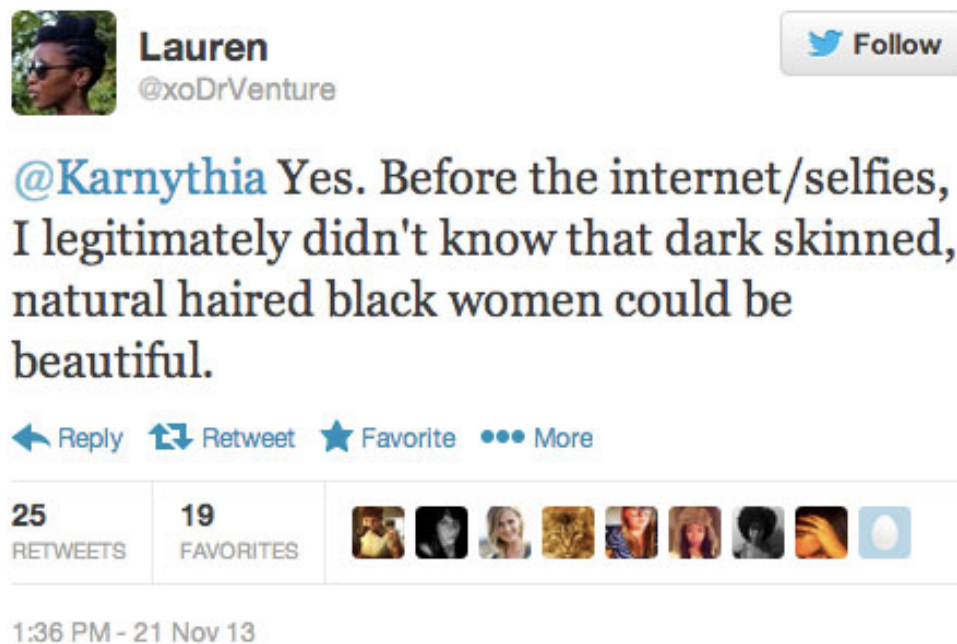 Lauren
@xoDrVenture
Follow
@Karnythia Yes. Before the internet/selfies,
I legitimately didn't know that dark skinned,
natural haired black women could be
beautiful.
Reply Retweet Favorite More
25 19
RETWEETS FAVORITES
1:36 PM - 21 Nov 13